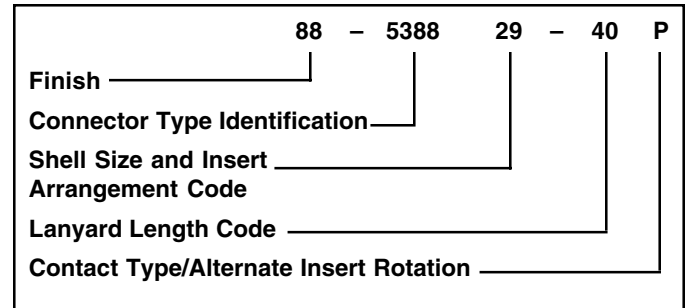 88 – 5388 29 – 40 P
Finish
Connector Type Identification
Shell Size and Insert
Arrangement Code
Lanyard Length Code
Contact Type/Alternate Insert Rotation